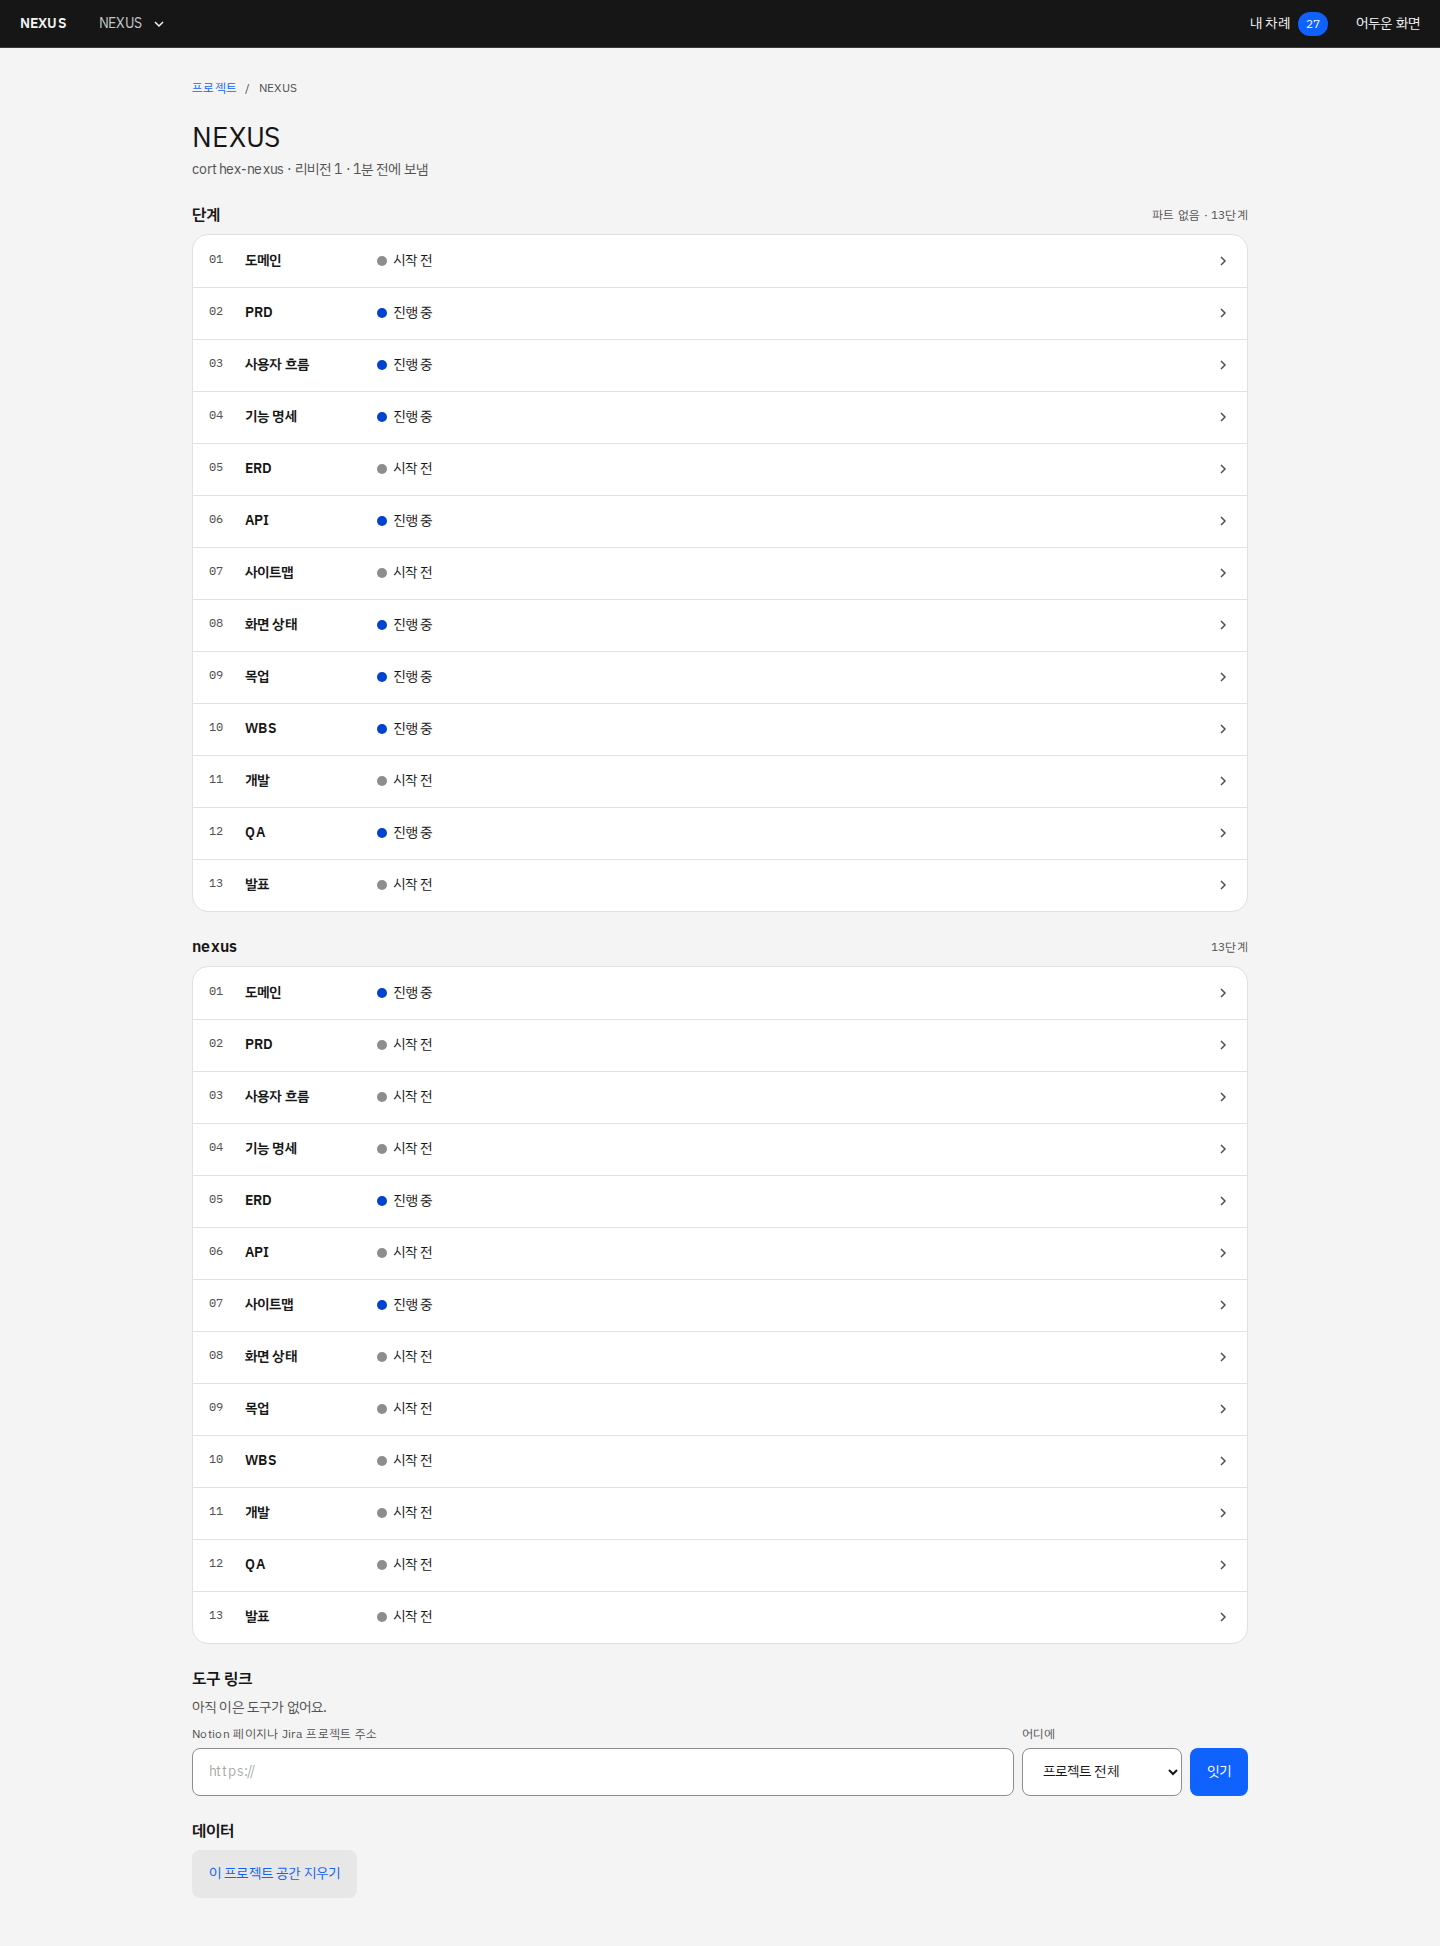 NEXUS NEXUS 내 차례 27 어두운 화면
프로젝트 / NEXUS
NEXUS
corthex-nexus · 리비전 1 · 1분 전에 보냄
단계 파트 없음 · 13단계
01 도메인 시작 전
02 PRD 진행 중
03 사용자 흐름 진행 중
04 기능 명세 진행 중
05 ERD 시작 전
06 API 진행 중
07 사이트맵 시작 전
08 화면 상태 진행 중
09 목업 진행 중
10 WBS 진행 중
11 개발 시작 전
12 QA 진행 중
13 발표 시작 전
nexus 13단계
01 도메인 진행 중
02 PRD 시작 전
03 사용자 흐름 시작 전
04 기능 명세 시작 전
05 ERD 진행 중
06 API 시작 전
07 사이트맵 진행 중
08 화면 상태 시작 전
09 목업 시작 전
10 WBS 시작 전
11 개발 시작 전
12 QA 시작 전
13 발표 시작 전
도구 링크
아직 이은 도구가 없어요.
Notion 페이지나 Jira 프로젝트 주소 어디에
https:// 프로젝트 전체 잇기
데이터
이 프로젝트 공간 지우기